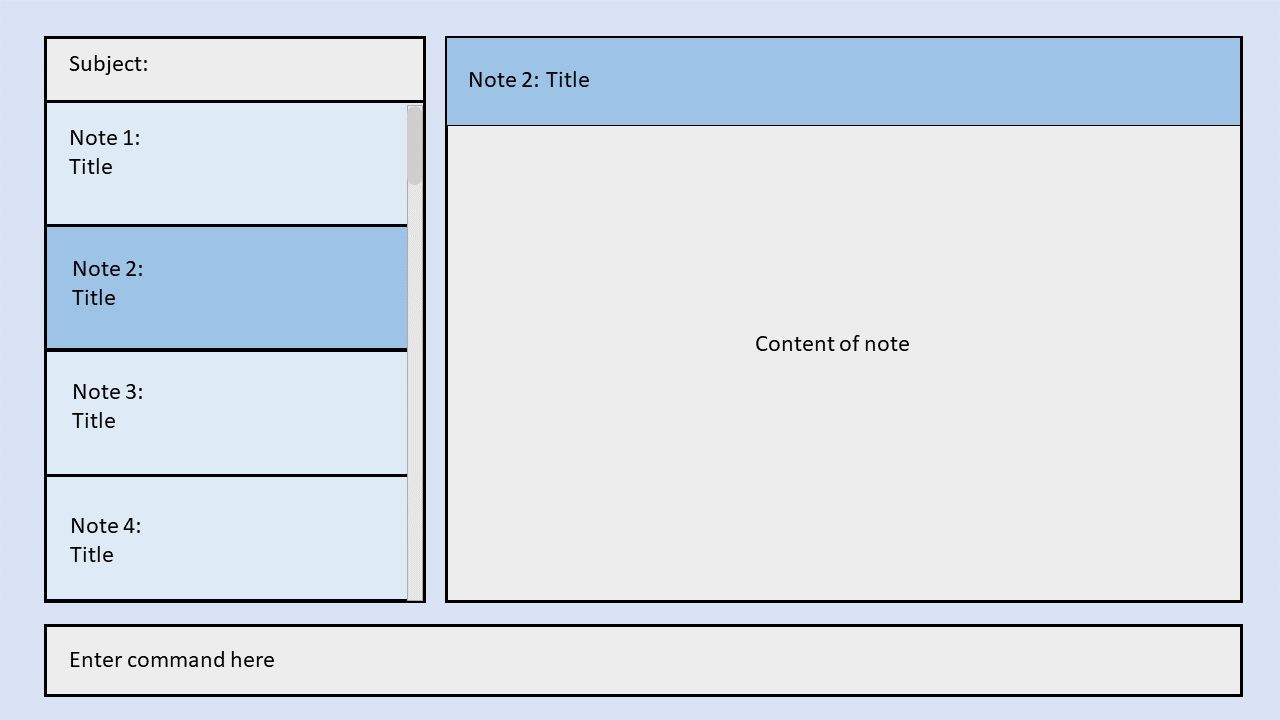 Subject:
Note 1:
Title
Note 2:
Title
Note 3:
Title
Note 4:
Title
Note 2: Title
Content of note
Enter command here